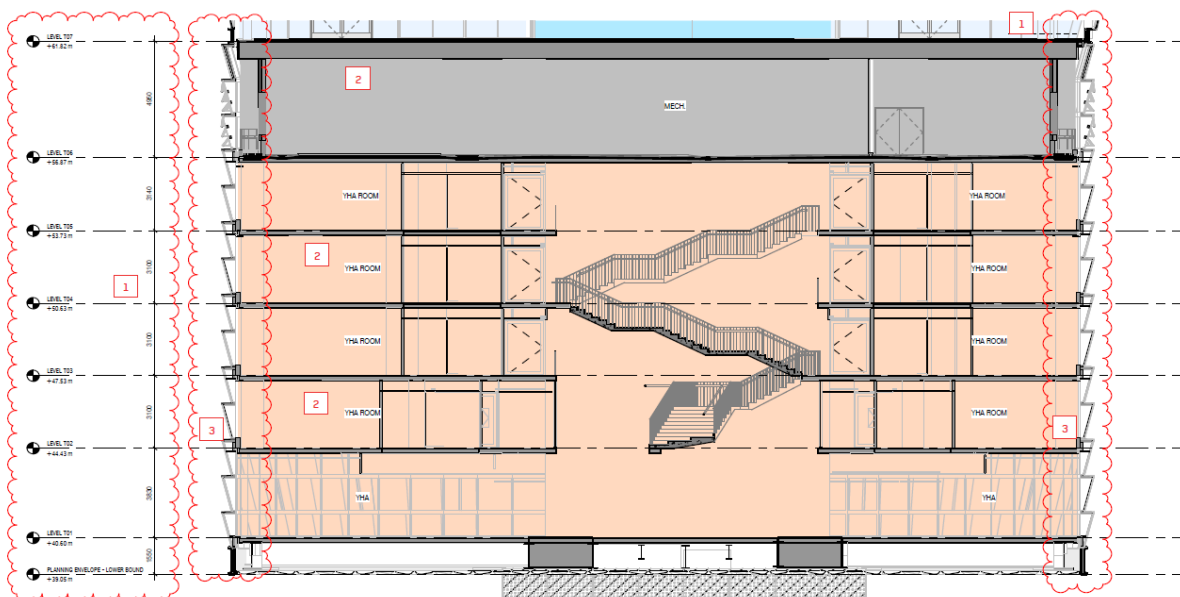 LEVEL T07
+61.82 m
1
2
4950
MECH.
LEVEL T06
+56.87 m
3140
YHA ROOM
YHA ROOM
LEVEL T05
+53.73 m
2
3100
YHA ROOM
YHA ROOM
1
LEVEL T04
+50.63 m
3100
YHA ROOM
YHA ROOM
LEVEL T03
+47.53 m
2
3100
YHA ROOM
YHA ROOM
3
3
LEVEL T02
+44.43 m
3830
YHA
YHA
LEVEL T01
+40.60 m
1550
PLANNING ENVELOPE - LOWER BOUND
+39.05 m